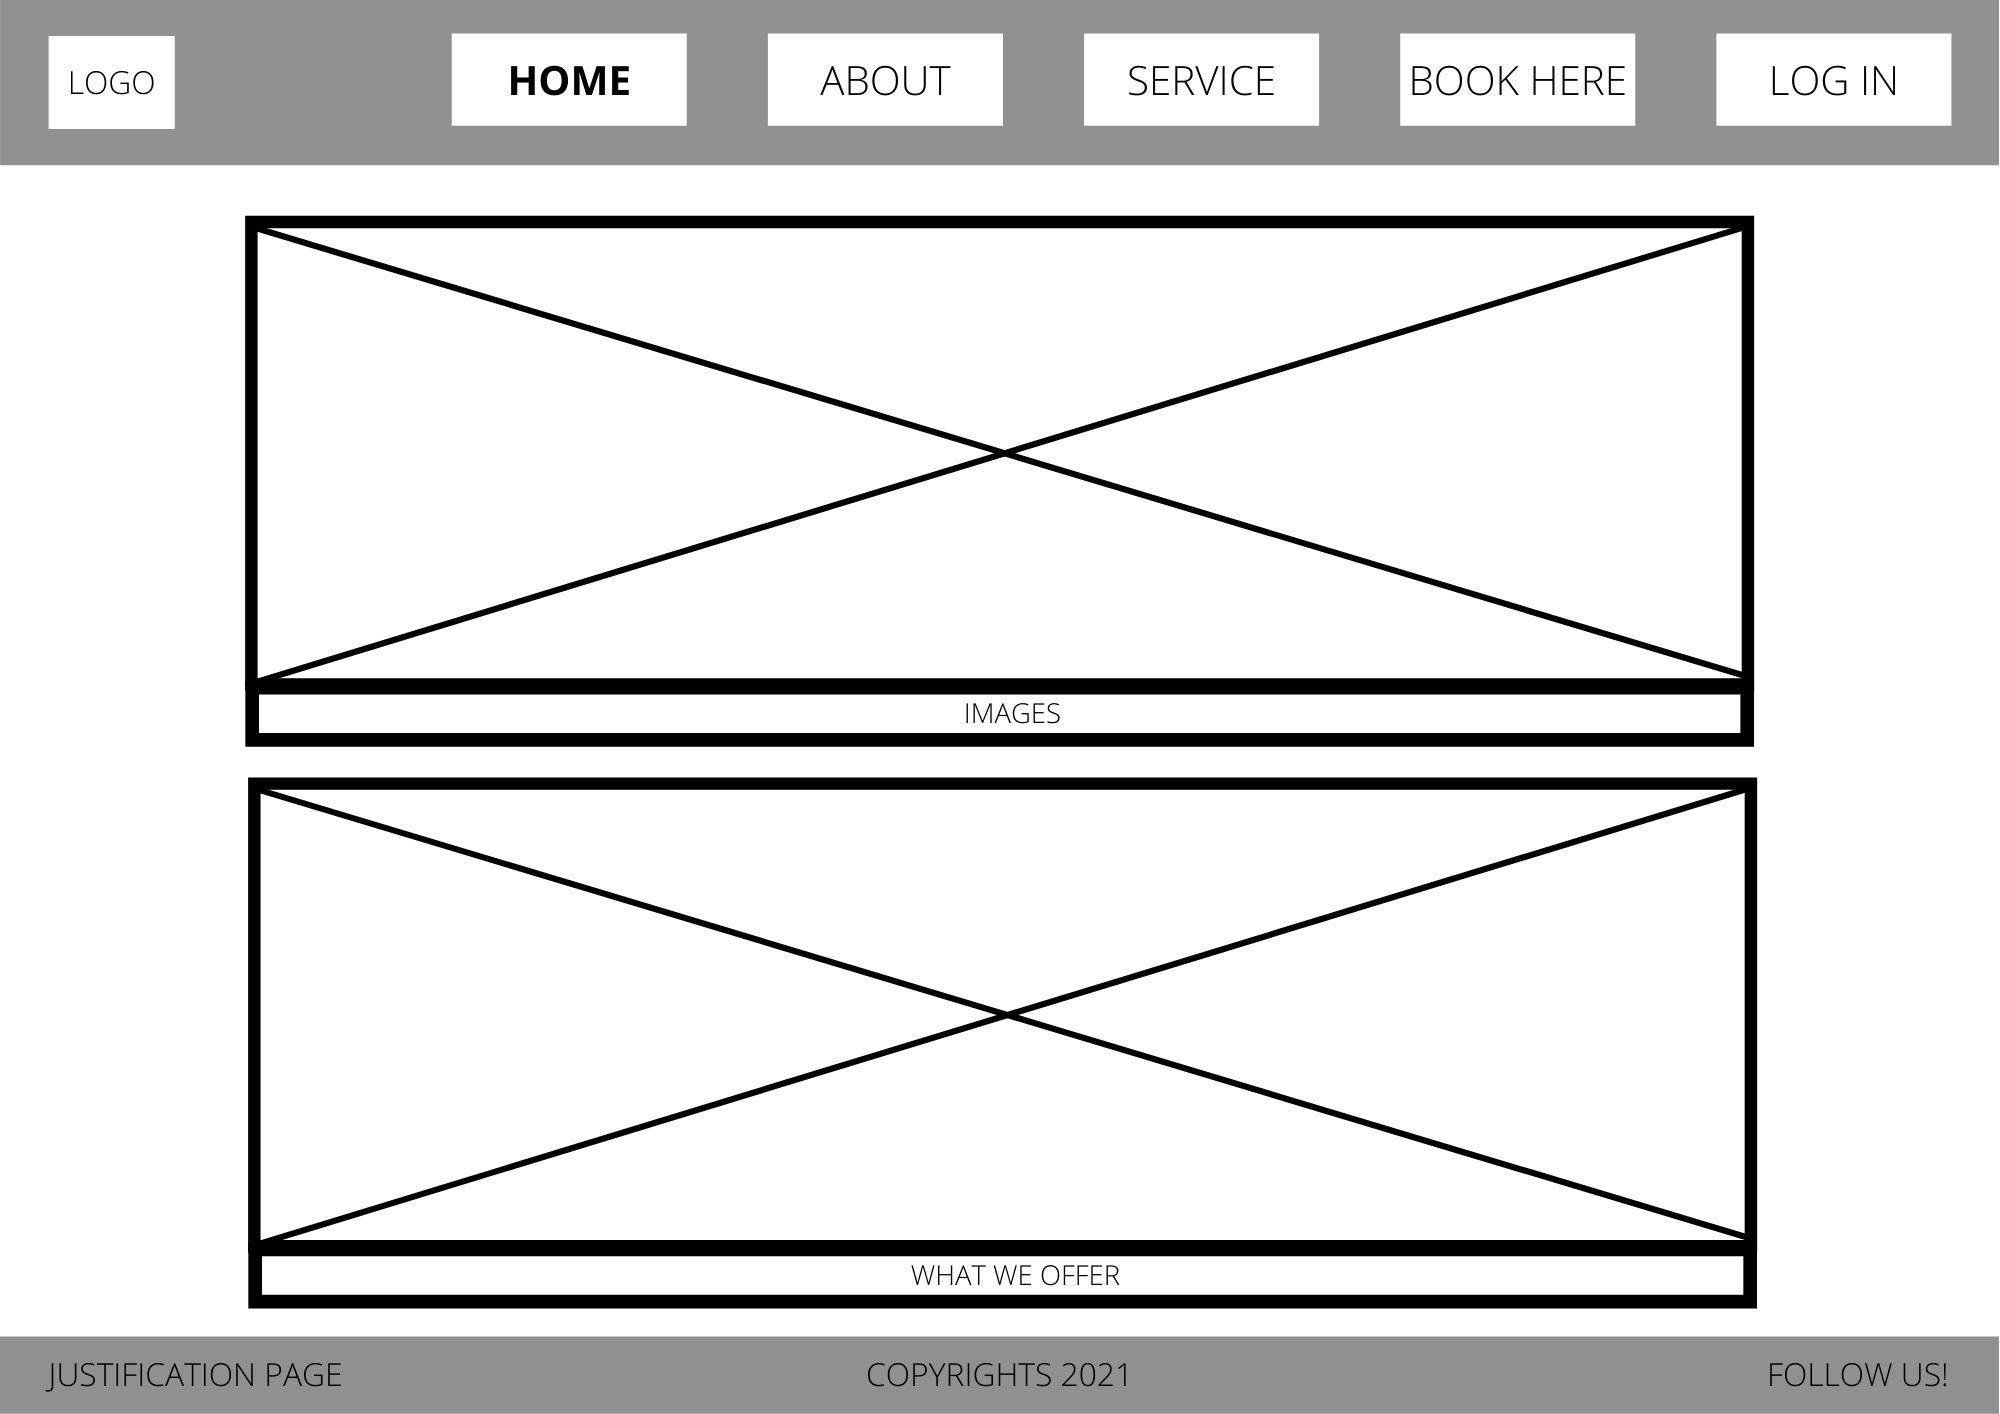 LOGO
HOME
ABOUT
SERVICE
BOOK HERE
LOG IN
IMAGES
WHAT WE OFFER
JUSTIFICATION PAGE
COPYRIGHTS 2021
FOLLOW US!